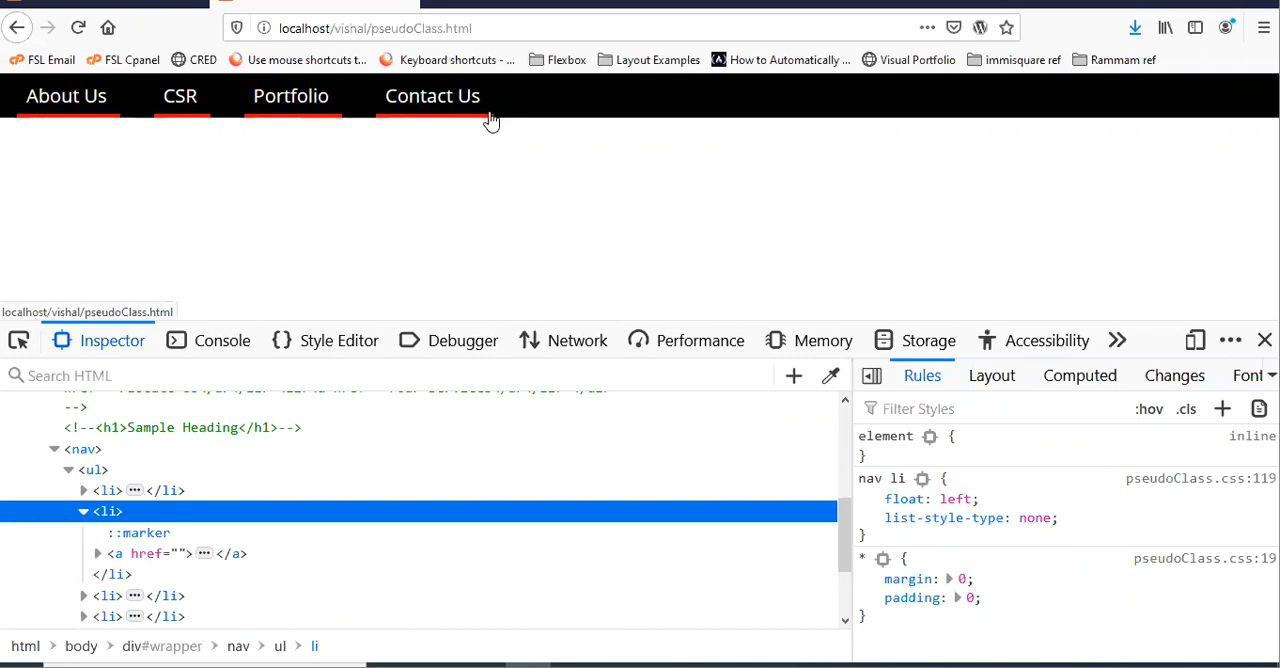 localhost/vishal/pseudoClass.html
FSL Email FSL Cpanel CRED Use mouse shortcuts t... Keyboard shortcuts - ... Flexbox Layout Examples How to Automatically ... Visual Portfolio immisquare ref Rammam ref
About Us CSR Portfolio Contact Us
localhost/vishal/pseudoClass.html
Inspector Console Style Editor Debugger Network Performance Memory Storage Accessibility
Search HTML
Rules Layout Computed Changes Font
Filter Styles :hov .cls
-->
<!--<h1>Sample Heading</h1>-->
<nav>
<ul>
<li> ••• </li>
<li>
::marker
<a href=""> ••• </a>
</li>
<li> ••• </li>
<li> ••• </li>
element { inline
}
nav li { pseudoClass.css:119
float: left;
list-style-type: none;
}
* { pseudoClass.css:19
margin: 0;
padding: 0;
}
html > body > div#wrapper > nav > ul > li